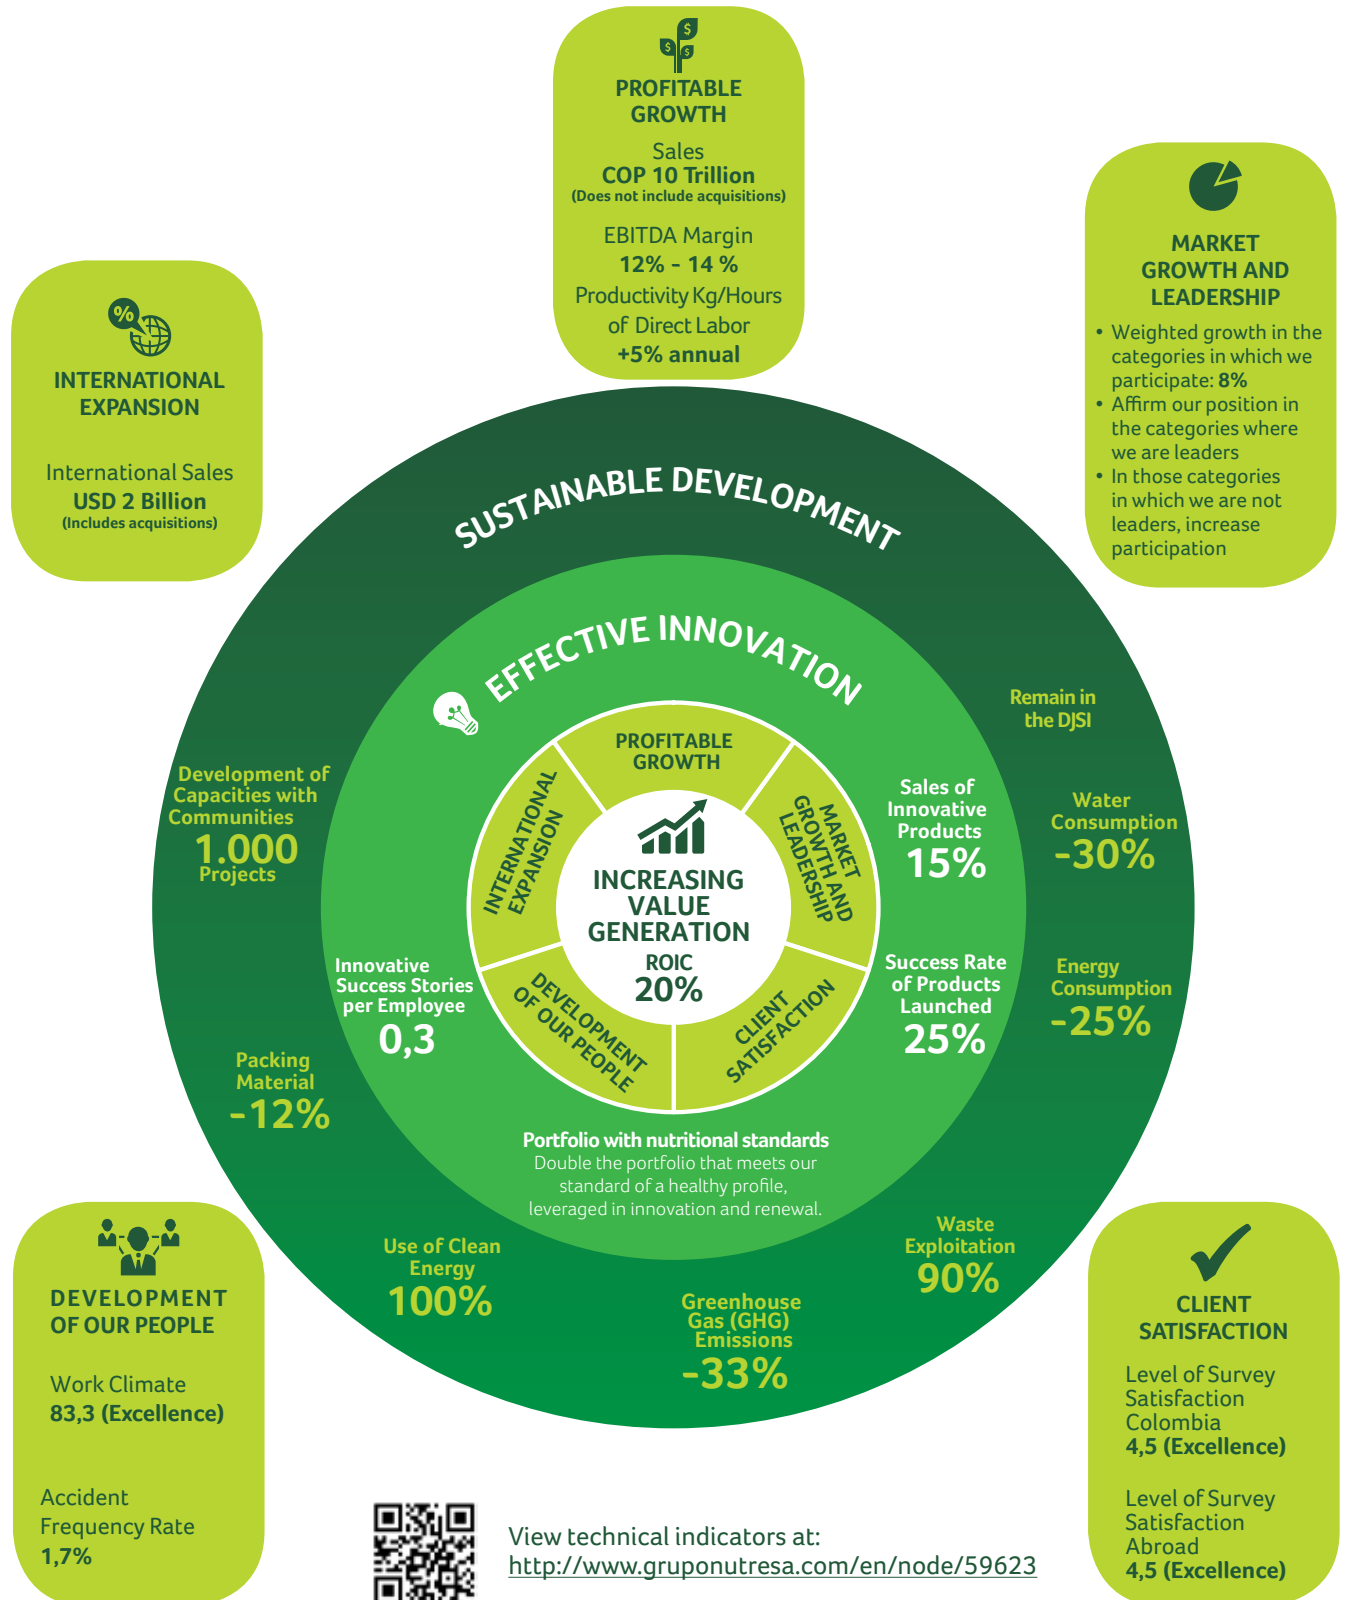 PROFITABLE
GROWTH
Sales
COP 10 Trillion
(Does not include acquisitions)
EBITDA Margin
12% - 14 %
Productivity Kg/Hours
of Direct Labor
+5% annual
MARKET
GROWTH AND
LEADERSHIP
• Weighted growth in the
categories in which we
participate: 8%
• Affirm our position in
the categories where
we are leaders
• In those categories
in which we are not
leaders, increase
participation
%
INTERNATIONAL
EXPANSION
International Sales
USD 2 Billion
(Includes acquisitions)
SUSTAINABLE DEVELOPMENT
EFFECTIVE INNOVATION
Remain in
the DJSI
Water
Consumption
-30%
Energy
Consumption
-25%
Waste
Exploitation
90%
Greenhouse
Gas (GHG)
Emissions
-33%
Use of Clean
Energy
100%
Packing
Material
-12%
Development of
Capacities with
Communities
1.000
Projects
Sales of
Innovative
Products
15%
Success Rate
of Products
Launched
25%
Innovative
Success Stories
per Employee
0,3
Portfolio with nutritional standards
Double the portfolio that meets our
standard of a healthy profile,
leveraged in innovation and renewal.
PROFITABLE
GROWTH
MARKET
GROWTH AND
LEADERSHIP
CLIENT
SATISFACTION
DEVELOPMENT
OF OUR PEOPLE
INTERNATIONAL
EXPANSION
INCREASING
VALUE
GENERATION
ROIC
20%
DEVELOPMENT
OF OUR PEOPLE
Work Climate
83,3 (Excellence)
Accident
Frequency Rate
1,7%
CLIENT
SATISFACTION
Level of Survey
Satisfaction
Colombia
4,5 (Excellence)
Level of Survey
Satisfaction
Abroad
4,5 (Excellence)
View technical indicators at:
http://www.gruponutresa.com/en/node/59623